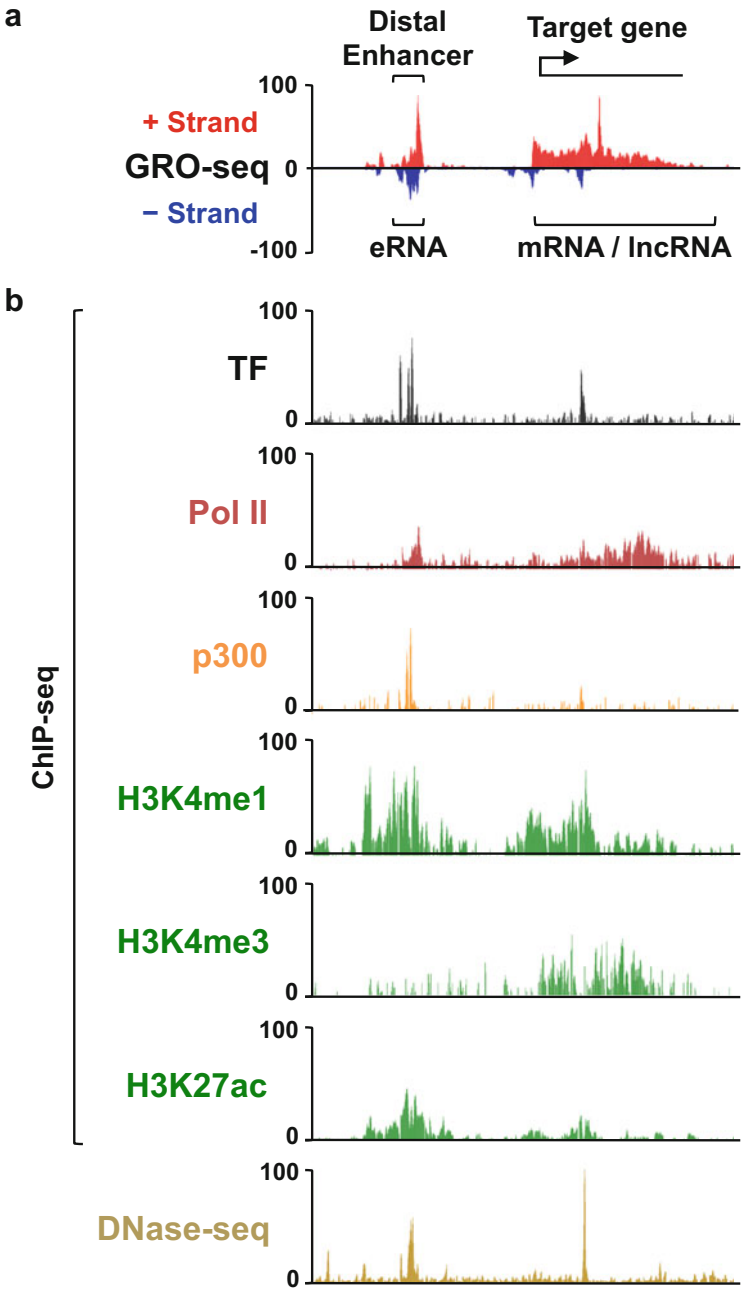 a
Distal
Enhancer
Target gene
100
+ Strand
GRO-seq
0
− Strand
-100
eRNA
mRNA / lncRNA
b
ChIP-seq
100
TF
0
100
Pol II
0
100
p300
0
100
H3K4me1
0
100
H3K4me3
0
100
H3K27ac
0
100
DNase-seq
0